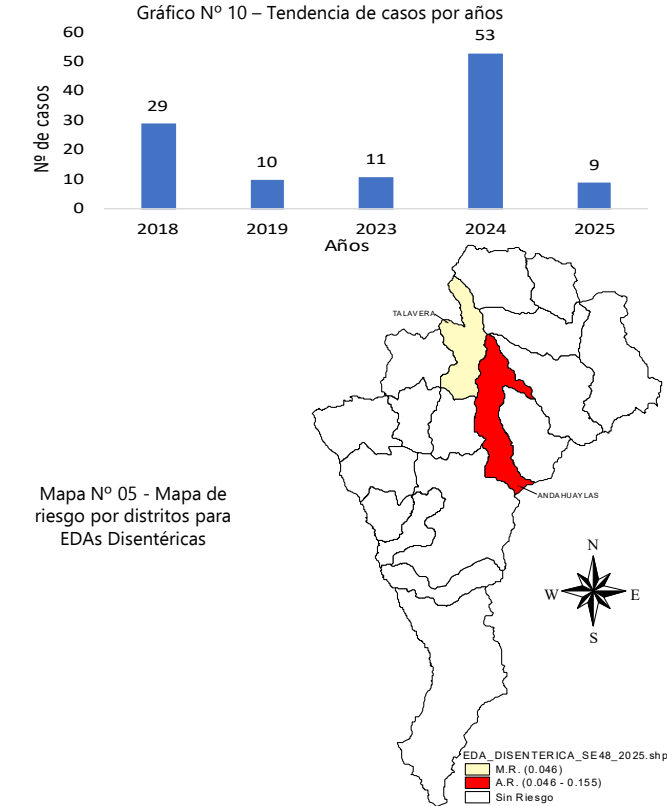 Gráfico Nº 10 – Tendencia de casos por años
Nº de casos
60
50
40
30
20
10
0
29
10
11
53
9
2018
2019
2023
2024
2025
Años
TALAVERA
ANDAHUAYLAS
Mapa Nº 05 - Mapa de
riesgo por distritos para
EDAs Disentéricas
N
W
E
S
EDA_DISENTERICA_SE48_2025.shp
M.R. (0.046)
A.R. (0.046 - 0.155)
Sin Riesgo